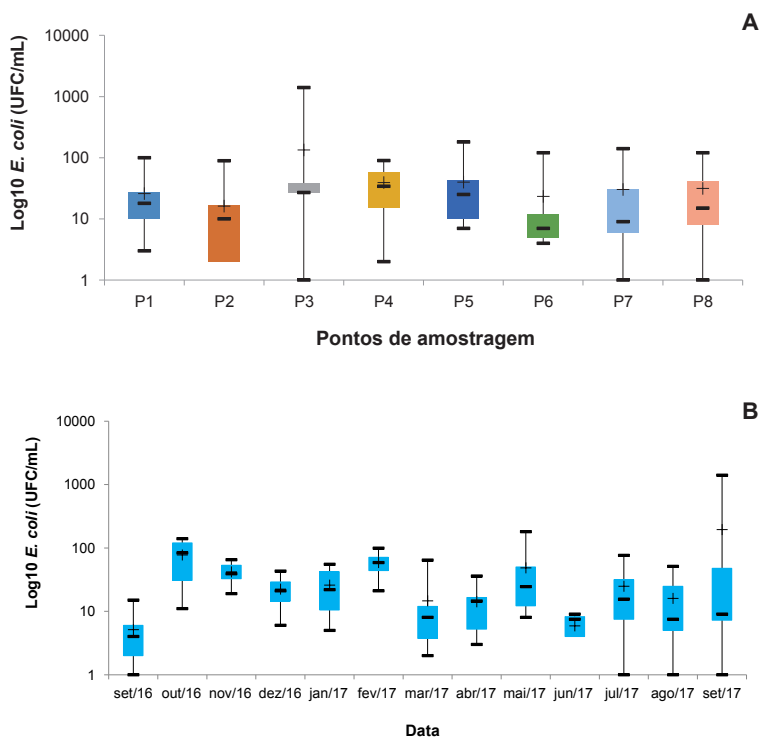 A
Log10 E. coli (UFC/mL)
10000
1000
100
10
1
P1 P2 P3 P4 P5 P6 P7 P8
Pontos de amostragem
B
Log10 E. coli (UFC/mL)
10000
1000
100
10
1
set/16 out/16 nov/16 dez/16 jan/17 fev/17 mar/17 abr/17 mai/17 jun/17 jul/17 ago/17 set/17
Data